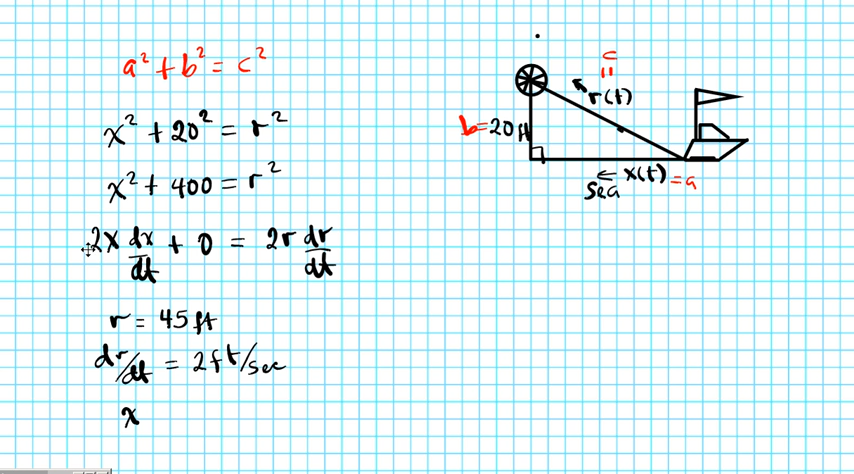 a² + b² = c²
x² + 20² = r²
x² + 400 = r²
2x dx/dt + 0 = 2r dr/dt
r = 45 ft
dr/dt = 2 ft/sec
x
c
=
r(t)
b = 20 ft
← x(t) = a
sea